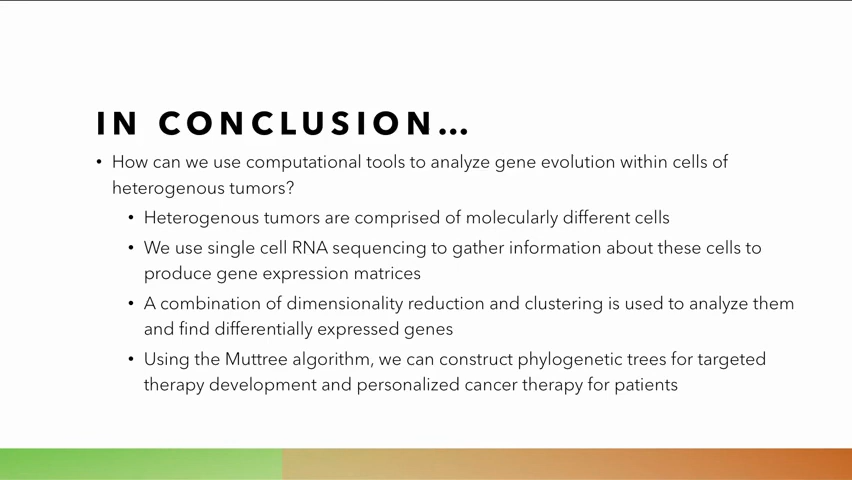 IN CONCLUSION...
• How can we use computational tools to analyze gene evolution within cells of
heterogenous tumors?
• Heterogenous tumors are comprised of molecularly different cells
• We use single cell RNA sequencing to gather information about these cells to
produce gene expression matrices
• A combination of dimensionality reduction and clustering is used to analyze them
and find differentially expressed genes
• Using the Muttree algorithm, we can construct phylogenetic trees for targeted
therapy development and personalized cancer therapy for patients